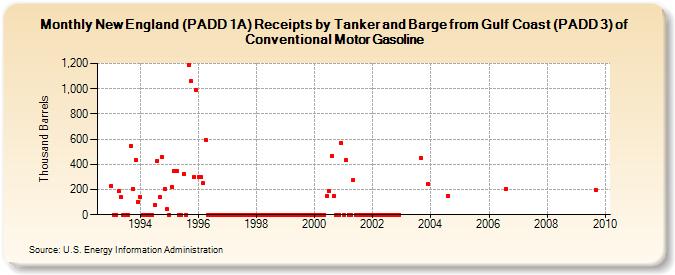 Monthly New England (PADD 1A) Receipts by Tanker and Barge from Gulf Coast (PADD 3) of
Conventional Motor Gasoline
Thousand Barrels
1,200
1,000
800
600
400
200
0
1994 1996 1998 2000 2002 2004 2006 2008 2010
Source: U.S. Energy Information Administration